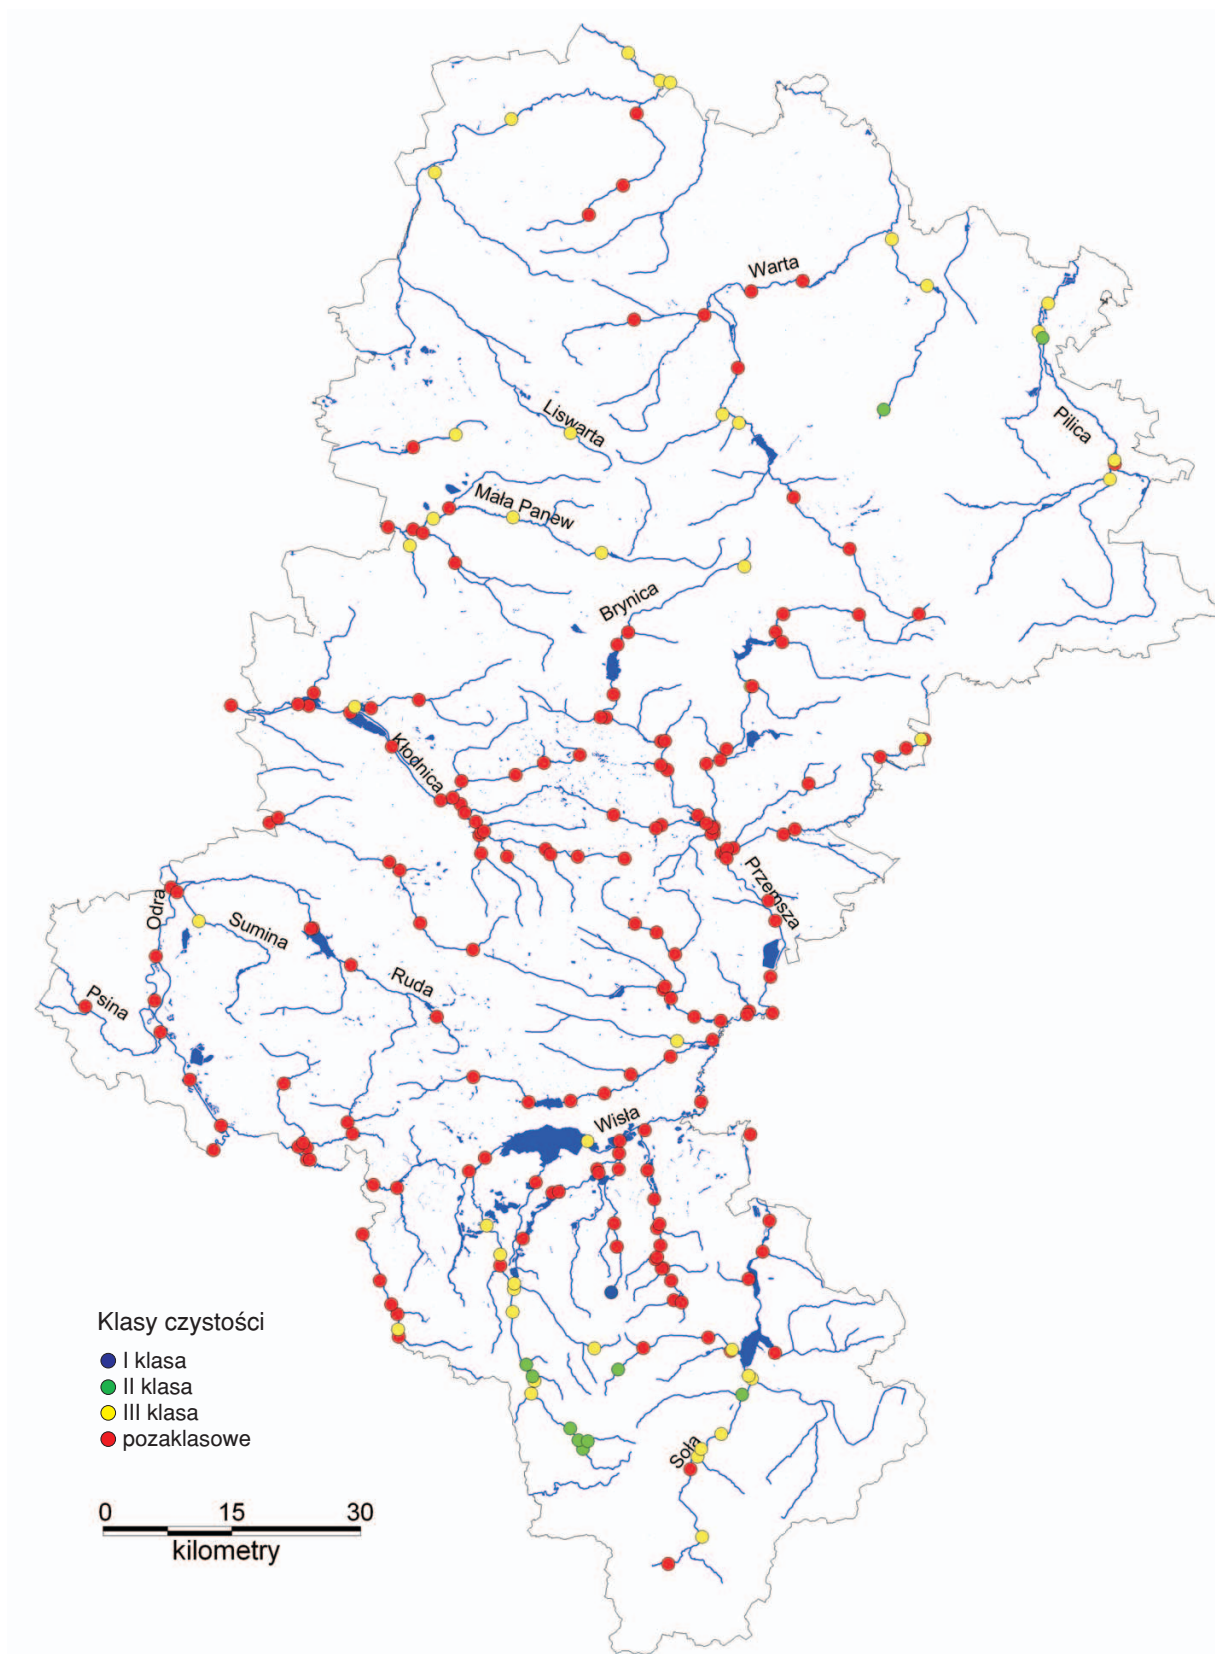 Warta
Liswarta
Pilica
Mała Panew
Brynica
Kłodnica
Przemsza
Odra
Sumina
Ruda
Psina
Wisła
Soła
Klasy czystości
I klasa
II klasa
III klasa
pozaklasowe
0 15 30
kilometry